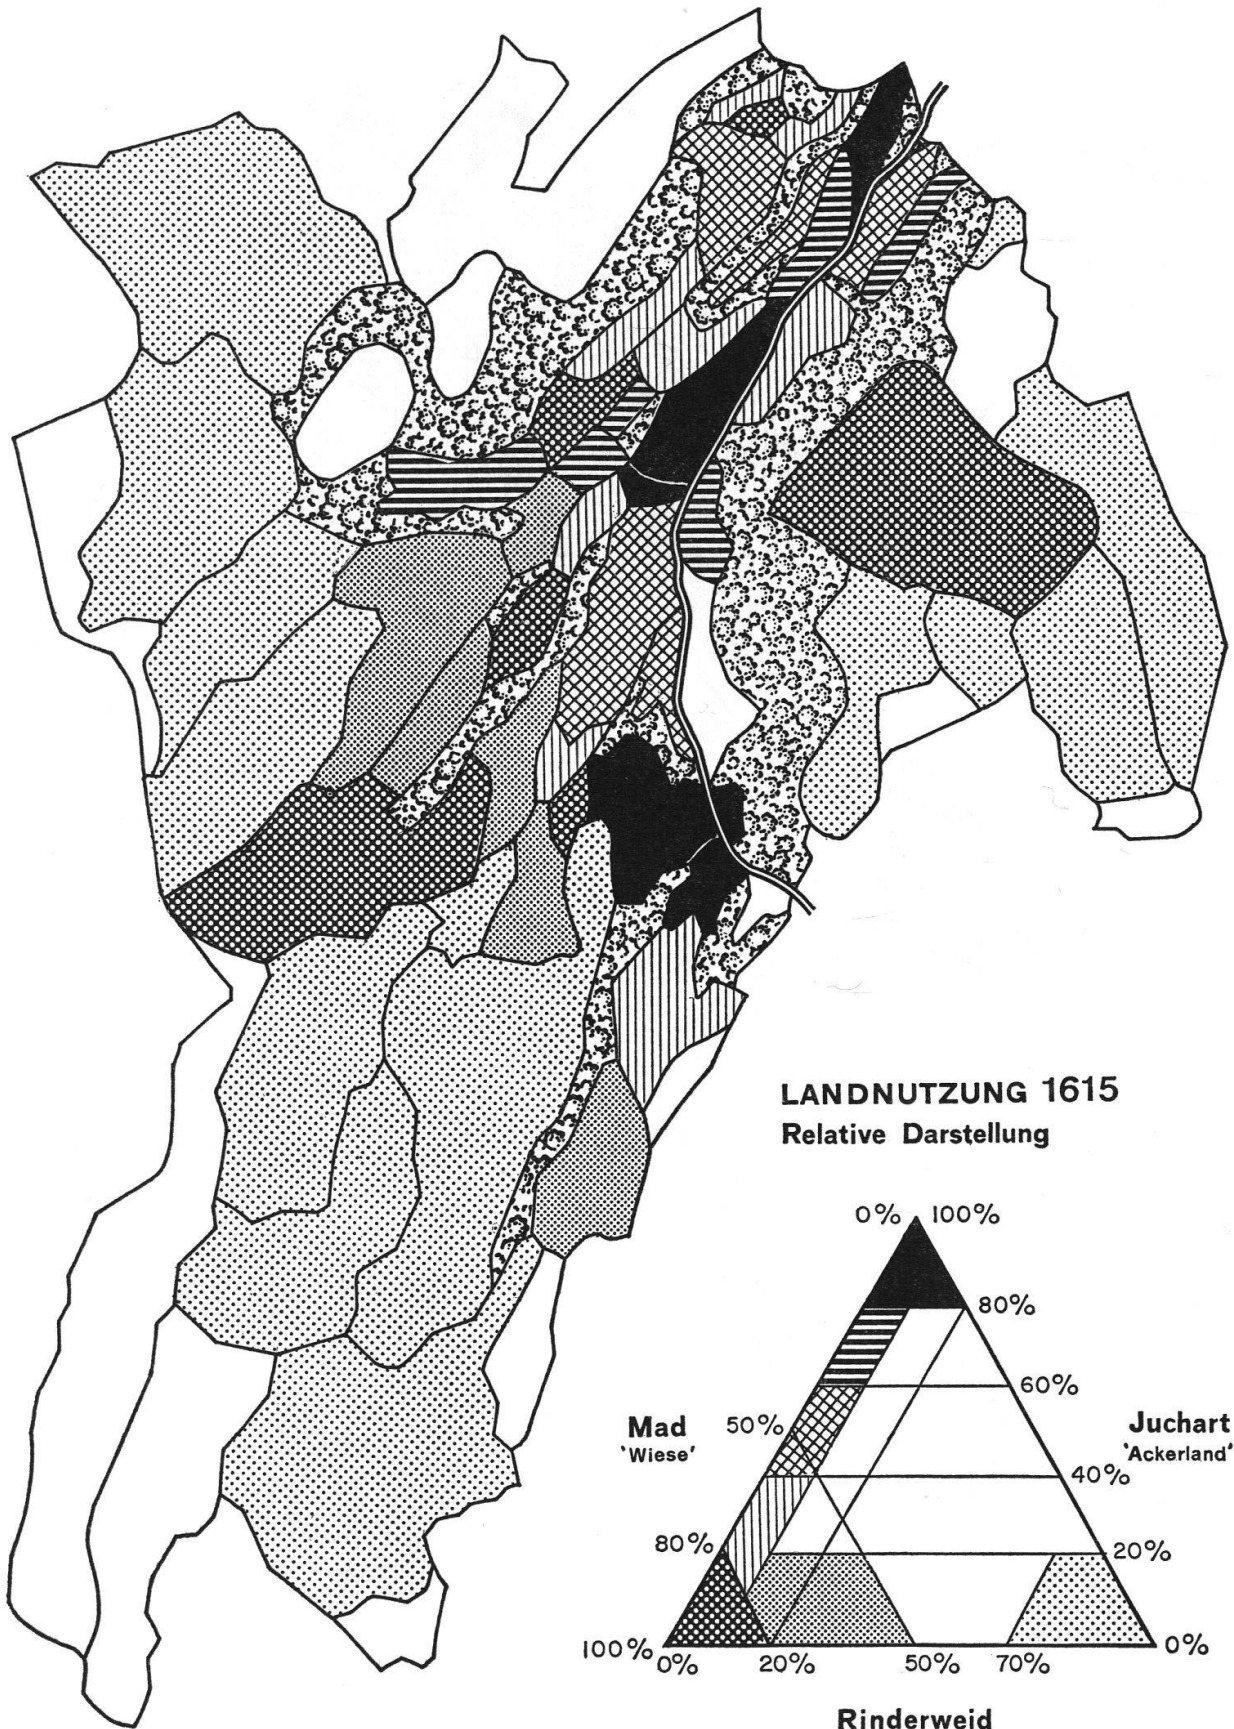 LANDNUTZUNG 1615
Relative Darstellung
0% 100%
80%
60%
Mad
'Wiese'
50%
Juchart
'Ackerland'
40%
80%
20%
100%
0%
0% 20% 50% 70%
Rinderweid